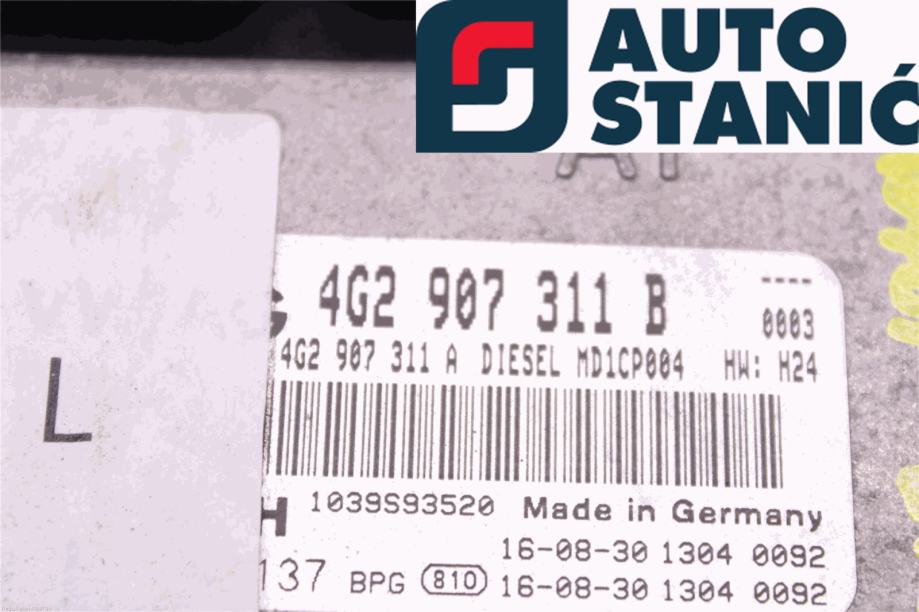 AUTO
STANIĆ
4G2 907 311 B
----
0003
4G2 907 311 A DIESEL MD1CP004 HW: H24
L
H 1039S93520 Made in Germany
16-08-30 1304 0092
137 BPG 810 16-08-30 1304 0092